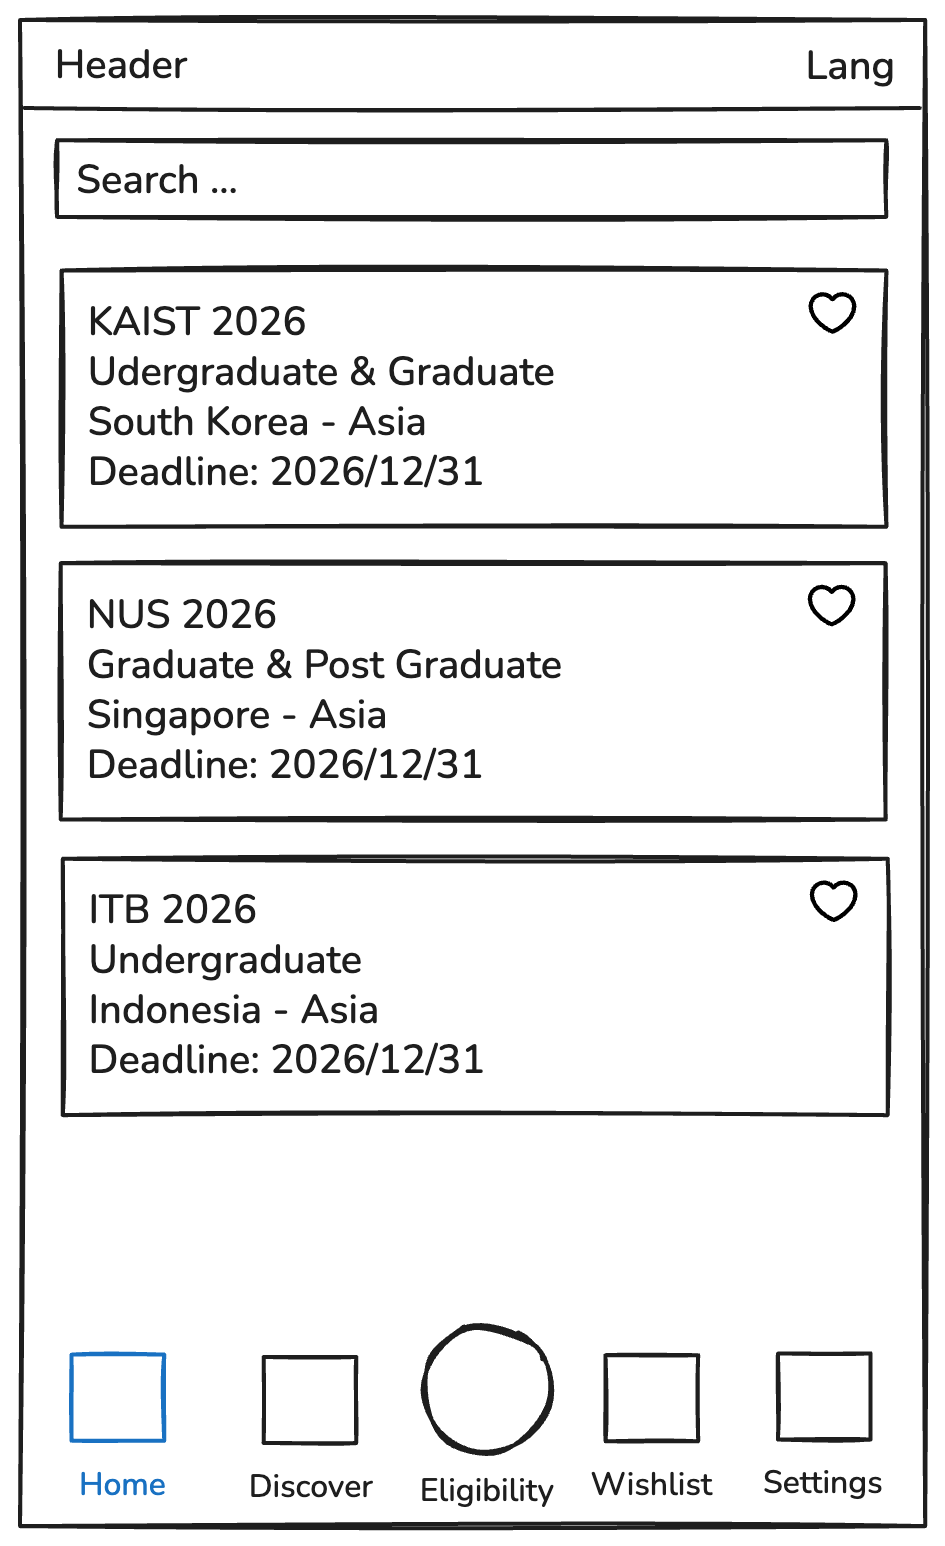 Header
Lang
Search ...
KAIST 2026
Udergraduate & Graduate
South Korea - Asia
Deadline: 2026/12/31
NUS 2026
Graduate & Post Graduate
Singapore - Asia
Deadline: 2026/12/31
ITB 2026
Undergraduate
Indonesia - Asia
Deadline: 2026/12/31
Home
Discover
Eligibility
Wishlist
Settings